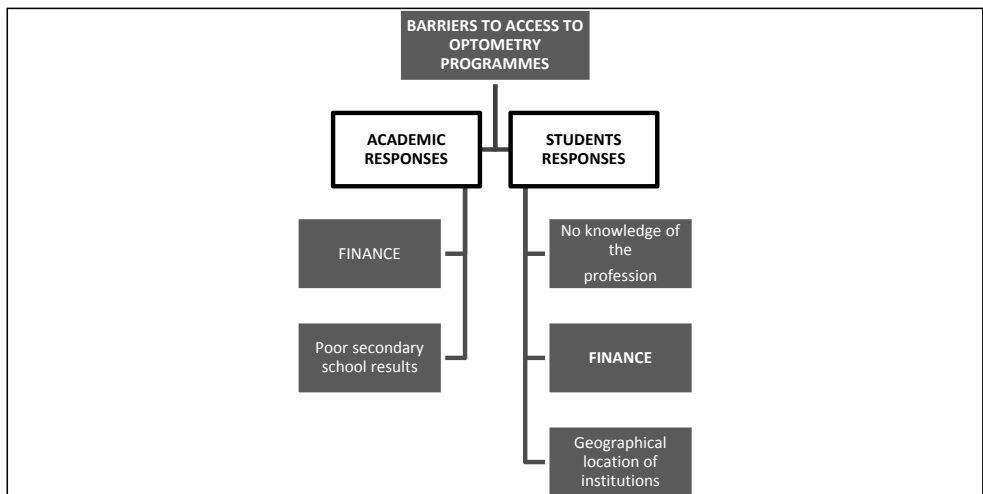 BARRIERS TO ACCESS TO
OPTOMETRY
PROGRAMMES
ACADEMIC
RESPONSES
FINANCE
Poor secondary
school results
STUDENTS
RESPONSES
No knowledge of
the
profession
FINANCE
Geographical
location of
institutions